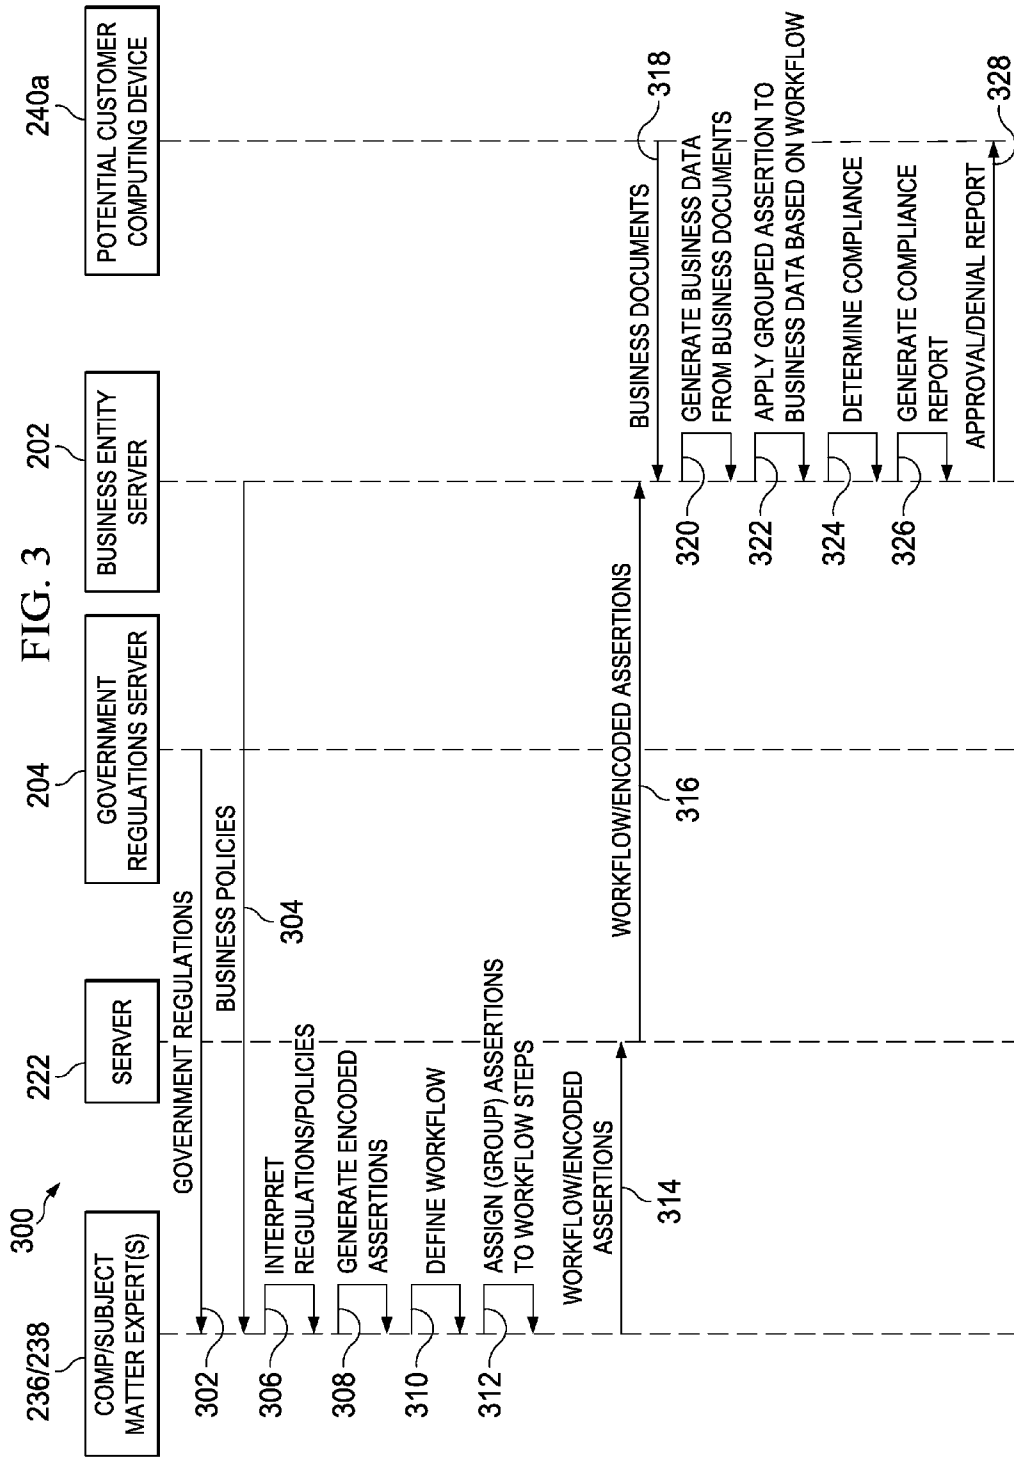 FIG. 3
300
236/238
COMP/SUBJECT
MATTER EXPERT(S)
222
SERVER
204
GOVERNMENT
REGULATIONS SERVER
202
BUSINESS ENTITY
SERVER
240a
POTENTIAL CUSTOMER
COMPUTING DEVICE
302
GOVERNMENT REGULATIONS
BUSINESS POLICIES
304
306
INTERPRET
REGULATIONS/POLICIES
308
GENERATE ENCODED
ASSERTIONS
310
DEFINE WORKFLOW
312
ASSIGN (GROUP) ASSERTIONS
TO WORKFLOW STEPS
WORKFLOW/ENCODED
ASSERTIONS
314
WORKFLOW/ENCODED ASSERTIONS
316
BUSINESS DOCUMENTS
318
320
GENERATE BUSINESS DATA
FROM BUSINESS DOCUMENTS
322
APPLY GROUPED ASSERTION TO
BUSINESS DATA BASED ON WORKFLOW
324
DETERMINE COMPLIANCE
326
GENERATE COMPLIANCE
REPORT
APPROVAL/DENIAL REPORT
328